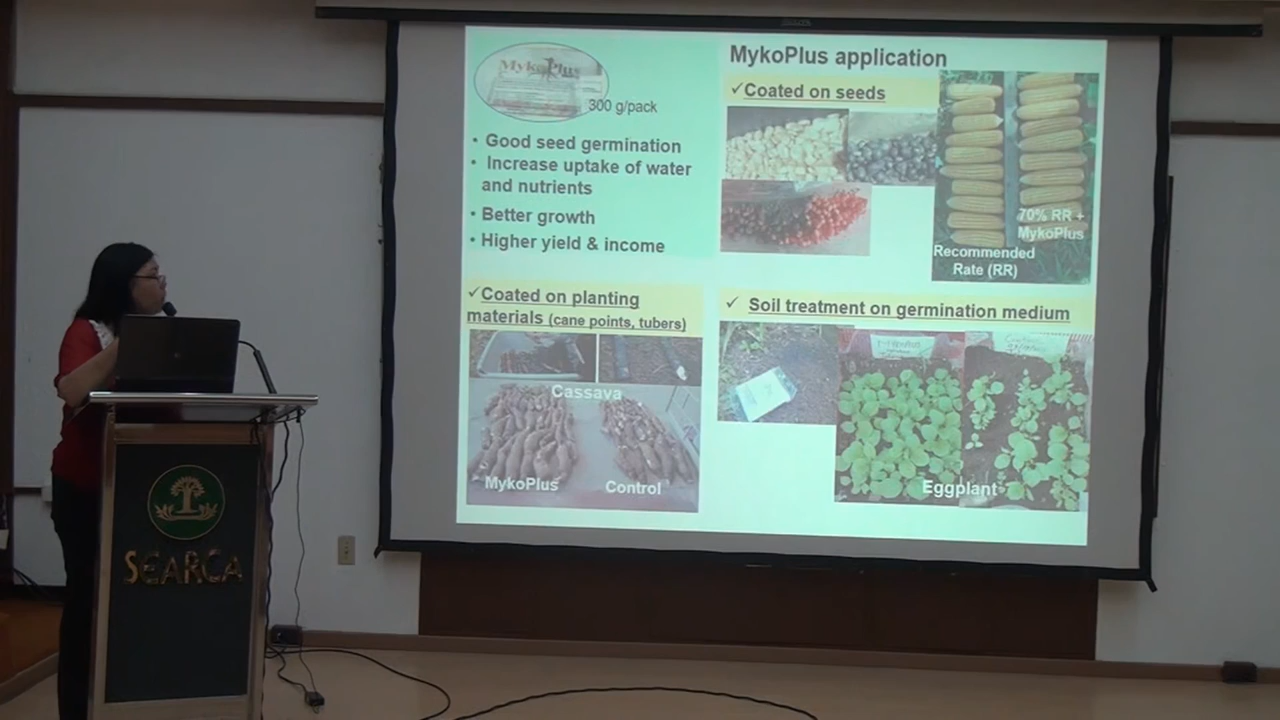 MykoPlus
300 g/pack
• Good seed germination
• Increase uptake of water
and nutrients
• Better growth
• Higher yield & income
MykoPlus application
✓Coated on seeds
70% RR +
MykoPlus
Recommended
Rate (RR)
✓Coated on planting
materials (cane points, tubers)
Cassava
MykoPlus
Control
✓ Soil treatment on germination medium
Eggplant
SEARCA